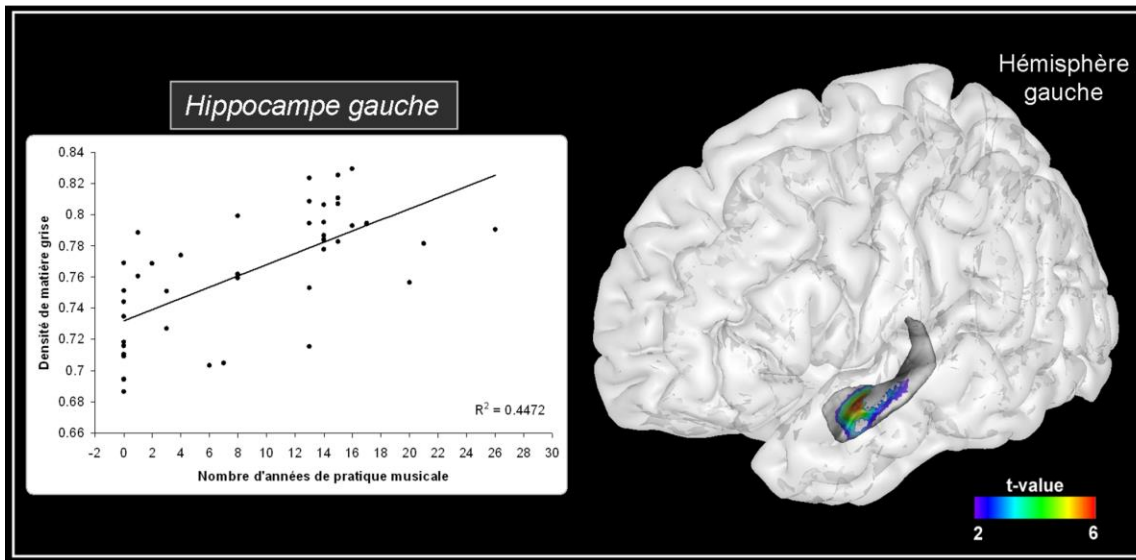 Hippocampe gauche
Hémisphère
gauche
Densité de matière grise
0.84
0.82
0.8
0.78
0.76
0.74
0.72
0.7
0.68
0.66
R² = 0.4472
-2 0 2 4 6 8 10 12 14 16 18 20 22 24 26 28 30
Nombre d'années de pratique musicale
t-value
2 6